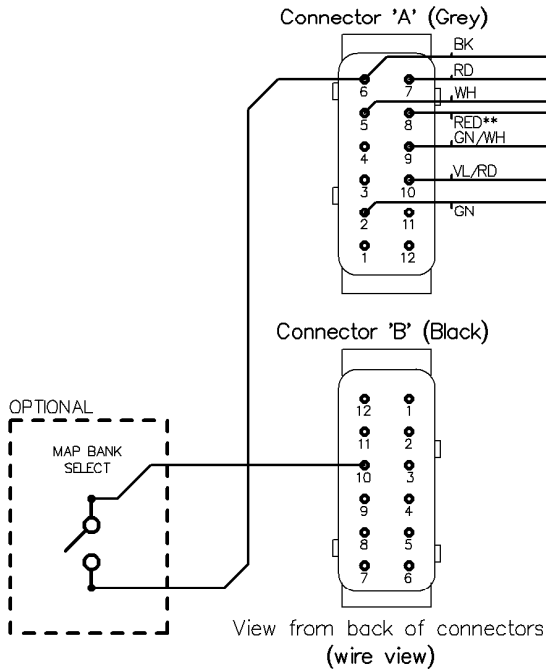 Connector 'A' (Grey)
BK
6 7 RD
WH
5 8 RED**
4 9 GN/WH
3 10 VL/RD
2 11 GN
1 12
Connector 'B' (Black)
12 1
11 2
10 3
9 4
8 5
7 6
OPTIONAL
MAP BANK
SELECT
View from back of connectors
(wire view)